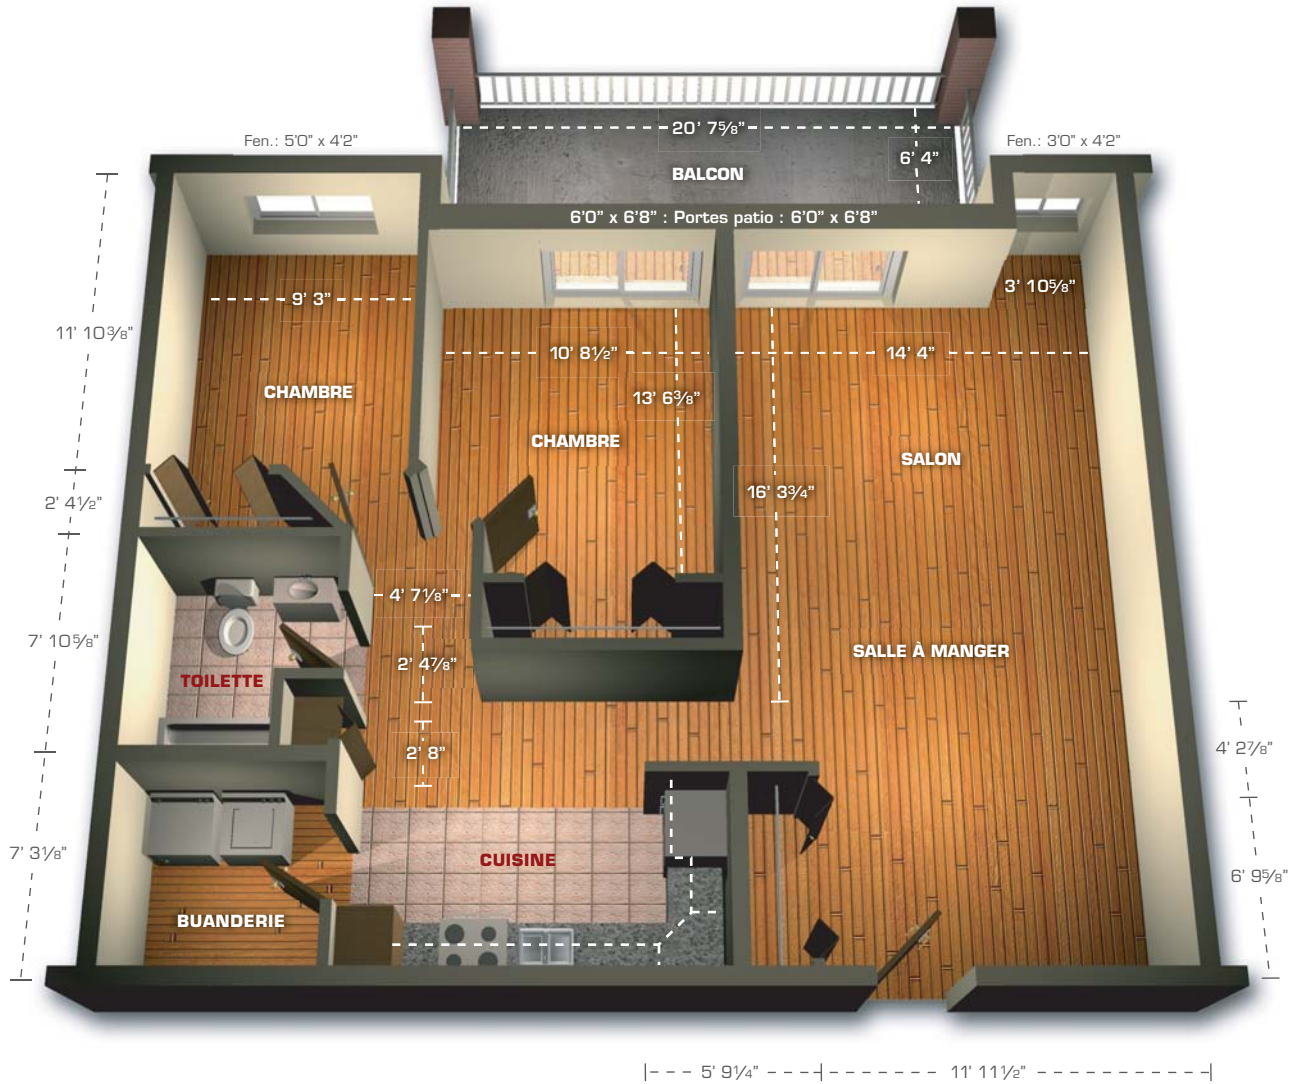 20' 7⅝"
Fen.: 5'0" x 4'2"
Fen.: 3'0" x 4'2"
6' 4"
BALCON
6'0" x 6'8" : Portes patio : 6'0" x 6'8"
9' 3"
3' 10⅝"
11' 10⅜"
10' 8½"
14' 4"
CHAMBRE
13' 6⅜"
CHAMBRE
SALON
2' 4½"
16' 3¾"
4' 7⅛"
7' 10⅝"
2' 4⅞"
SALLE À MANGER
TOILETTE
2' 8"
4' 2⅞"
7' 3⅛"
CUISINE
6' 9⅝"
BUANDERIE
5' 9¼"
11' 11½"